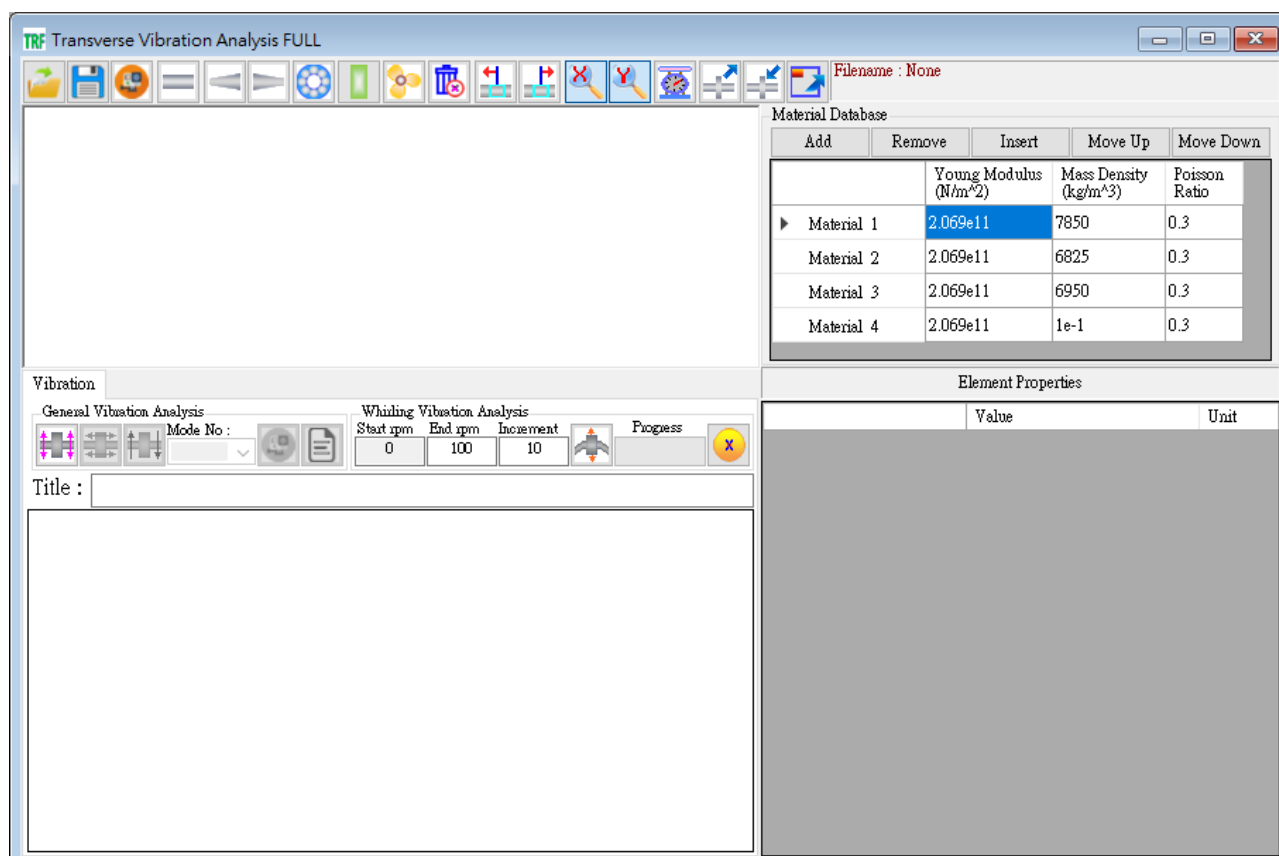 TRF Transverse Vibration Analysis FULL
X Y Filename : None
Material Database
Add Remove Insert Move Up Move Down
Young Modulus (N/m^2) Mass Density (kg/m^3) Poisson Ratio
Material 1 2.069e11 7850 0.3
Material 2 2.069e11 6825 0.3
Material 3 2.069e11 6950 0.3
Material 4 2.069e11 1e-1 0.3
Vibration
General Vibration Analysis
Mode No :
Whirling Vibration Analysis
Start rpm End rpm Increment Progress
0 100 10 X
Title :
Element Properties
Value Unit